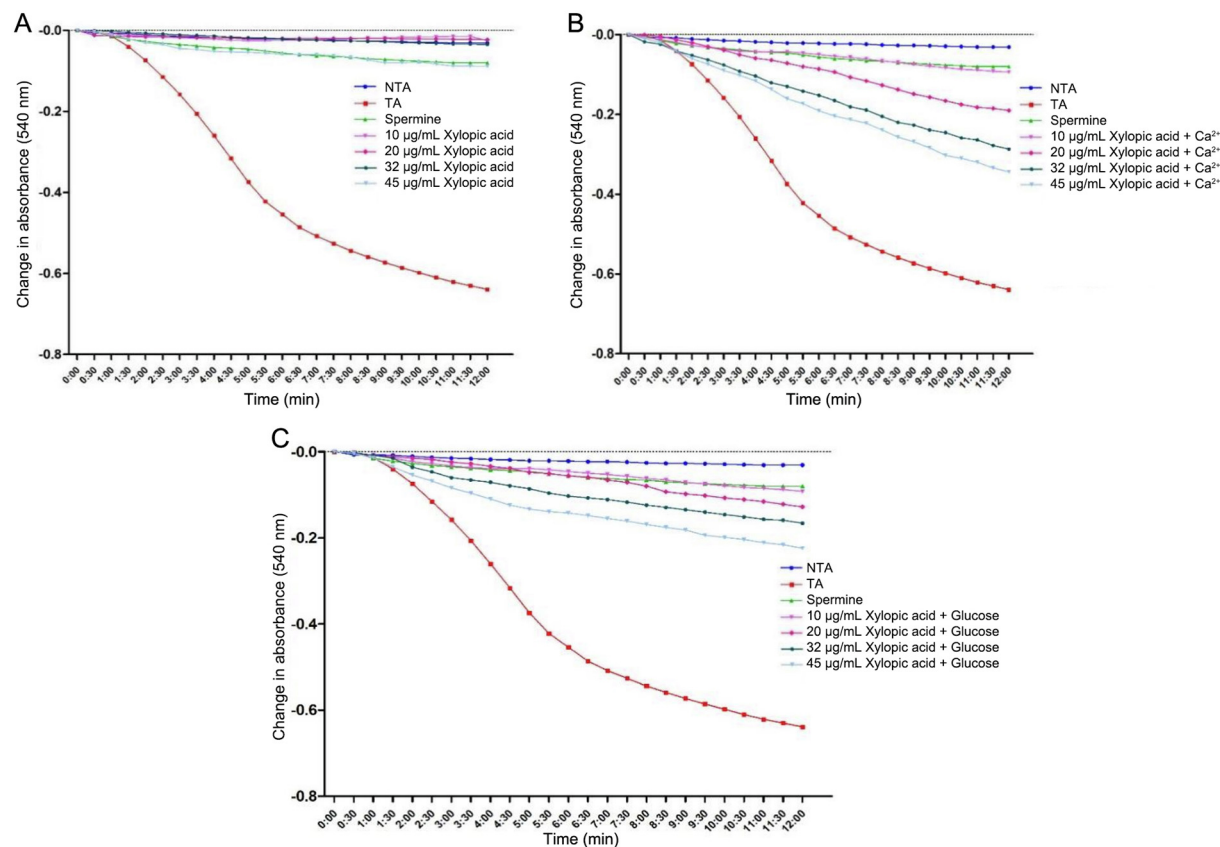 A
-0.0
-0.2
-0.4
-0.6
-0.8
Change in absorbance (540 nm)
NTA
TA
Spermine
10 µg/mL Xylopic acid
20 µg/mL Xylopic acid
32 µg/mL Xylopic acid
45 µg/mL Xylopic acid
0:00 0:30 1:00 1:30 2:00 2:30 3:00 3:30 4:00 4:30 5:00 5:30 6:00 6:30 7:00 7:30 8:00 8:30 9:00 9:30 10:00 10:30 11:00 11:30 12:00
Time (min)
B
-0.0
-0.2
-0.4
-0.6
-0.8
Change in absorbance (540 nm)
NTA
TA
Spermine
10 µg/mL Xylopic acid + Ca²⁺
20 µg/mL Xylopic acid + Ca²⁺
32 µg/mL Xylopic acid + Ca²⁺
45 µg/mL Xylopic acid + Ca²⁺
0:00 0:30 1:00 1:30 2:00 2:30 3:00 3:30 4:00 4:30 5:00 5:30 6:00 6:30 7:00 7:30 8:00 8:30 9:00 9:30 10:00 10:30 11:00 11:30 12:00
Time (min)
C
-0.0
-0.2
-0.4
-0.6
-0.8
Change in absorbance (540 nm)
NTA
TA
Spermine
10 µg/mL Xylopic acid + Glucose
20 µg/mL Xylopic acid + Glucose
32 µg/mL Xylopic acid + Glucose
45 µg/mL Xylopic acid + Glucose
0:00 0:30 1:00 1:30 2:00 2:30 3:00 3:30 4:00 4:30 5:00 5:30 6:00 6:30 7:00 7:30 8:00 8:30 9:00 9:30 10:00 10:30 11:00 11:30 12:00
Time (min)